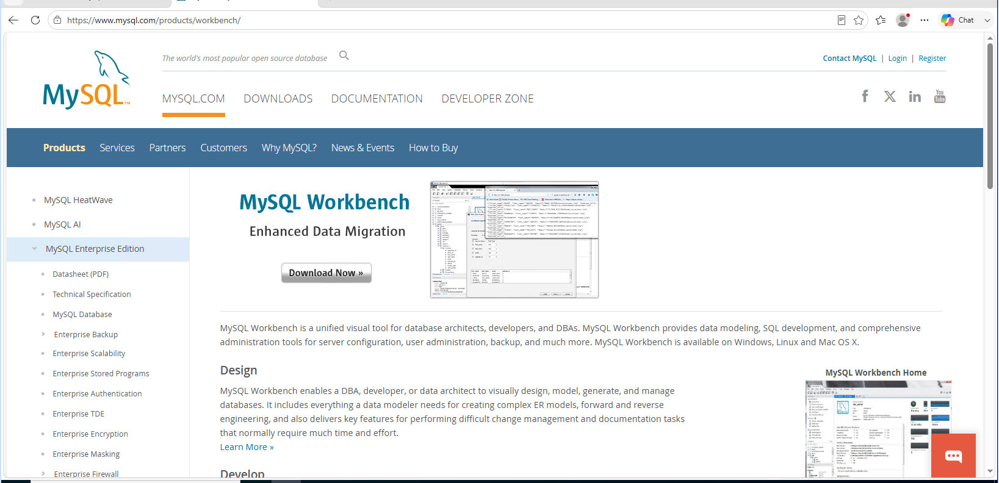 https://www.mysql.com/products/workbench/
Chat
MySQL™
The world's most popular open source database
Contact MySQL | Login | Register
MYSQL.COM
DOWNLOADS
DOCUMENTATION
DEVELOPER ZONE
You
Tube
Products
Services
Partners
Customers
Why MySQL?
News & Events
How to Buy
MySQL HeatWave
MySQL AI
MySQL Enterprise Edition
Datasheet (PDF)
Technical Specification
MySQL Database
Enterprise Backup
Enterprise Scalability
Enterprise Stored Programs
Enterprise Authentication
Enterprise TDE
Enterprise Encryption
Enterprise Masking
Enterprise Firewall
MySQL Workbench
Enhanced Data Migration
Download Now »
MySQL Workbench is a unified visual tool for database architects, developers, and DBAs. MySQL Workbench provides data modeling, SQL development, and comprehensive
administration tools for server configuration, user administration, backup, and much more. MySQL Workbench is available on Windows, Linux and Mac OS X.
Design
MySQL Workbench enables a DBA, developer, or data architect to visually design, model, generate, and manage
databases. It includes everything a data modeler needs for creating complex ER models, forward and reverse
engineering, and also delivers key features for performing difficult change management and documentation tasks
that normally require much time and effort.
Learn More »
Develop
MySQL Workbench Home